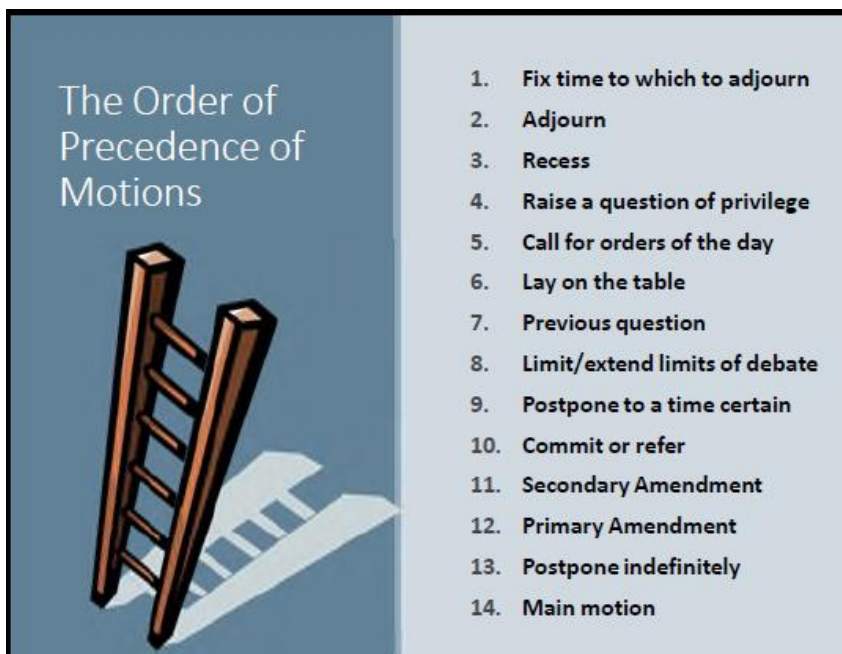 The Order of
Precedence of
Motions
1. Fix time to which to adjourn
2. Adjourn
3. Recess
4. Raise a question of privilege
5. Call for orders of the day
6. Lay on the table
7. Previous question
8. Limit/extend limits of debate
9. Postpone to a time certain
10. Commit or refer
11. Secondary Amendment
12. Primary Amendment
13. Postpone indefinitely
14. Main motion